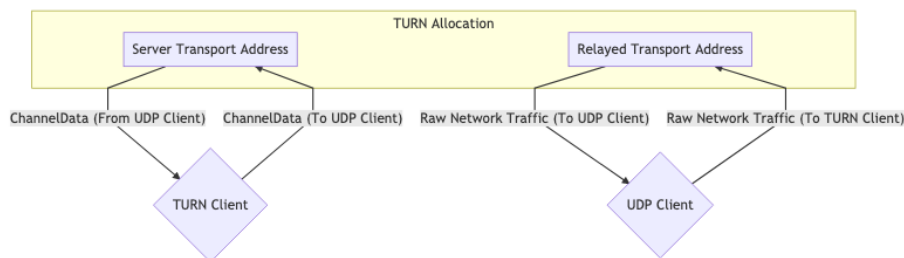 TURN Allocation
Server Transport Address
Relayed Transport Address
ChannelData (From UDP Client)
ChannelData (To UDP Client)
Raw Network Traffic (To UDP Client)
Raw Network Traffic (To TURN Client)
TURN Client
UDP Client